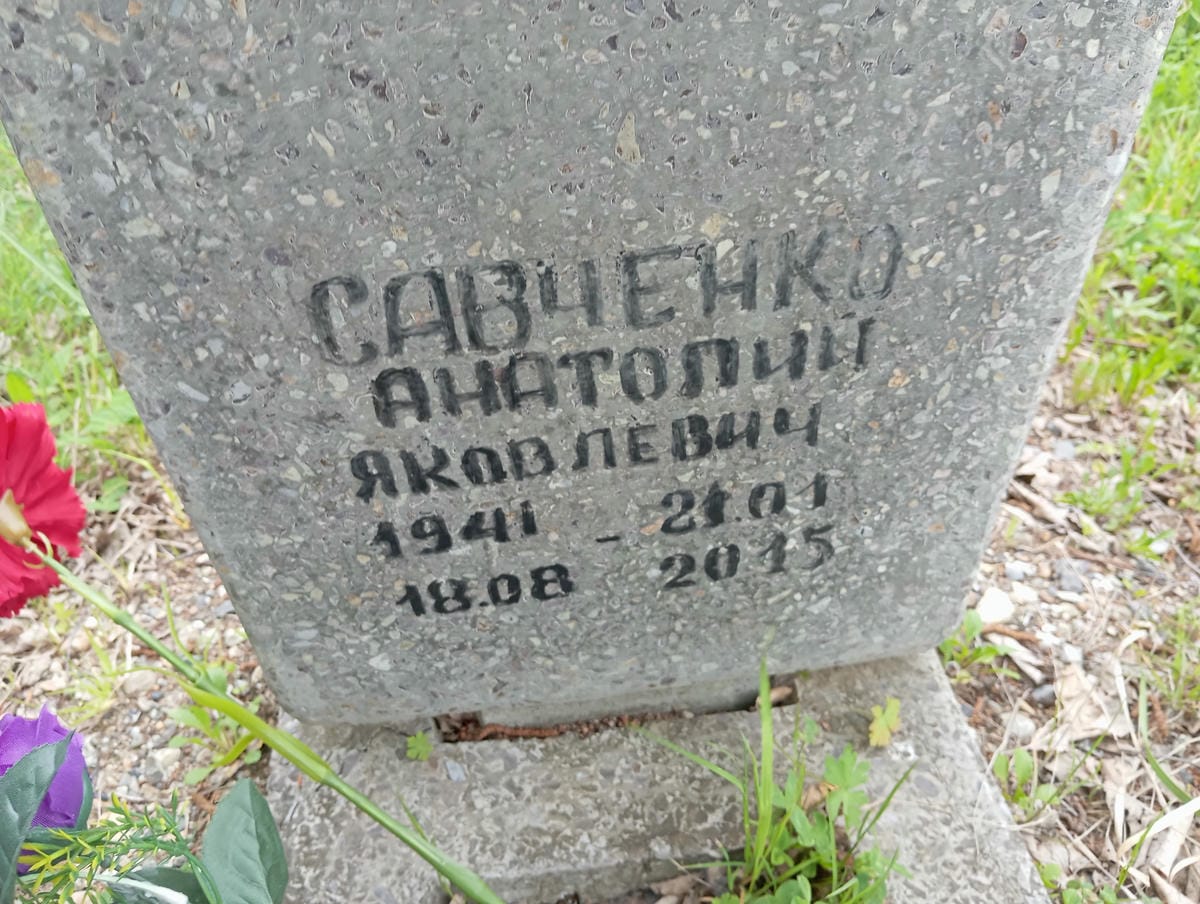 САВЧЕНКО
АНАТОЛИЙ
ЯКОВЛЕВИЧ
1941 - 21.01
18.08 2015